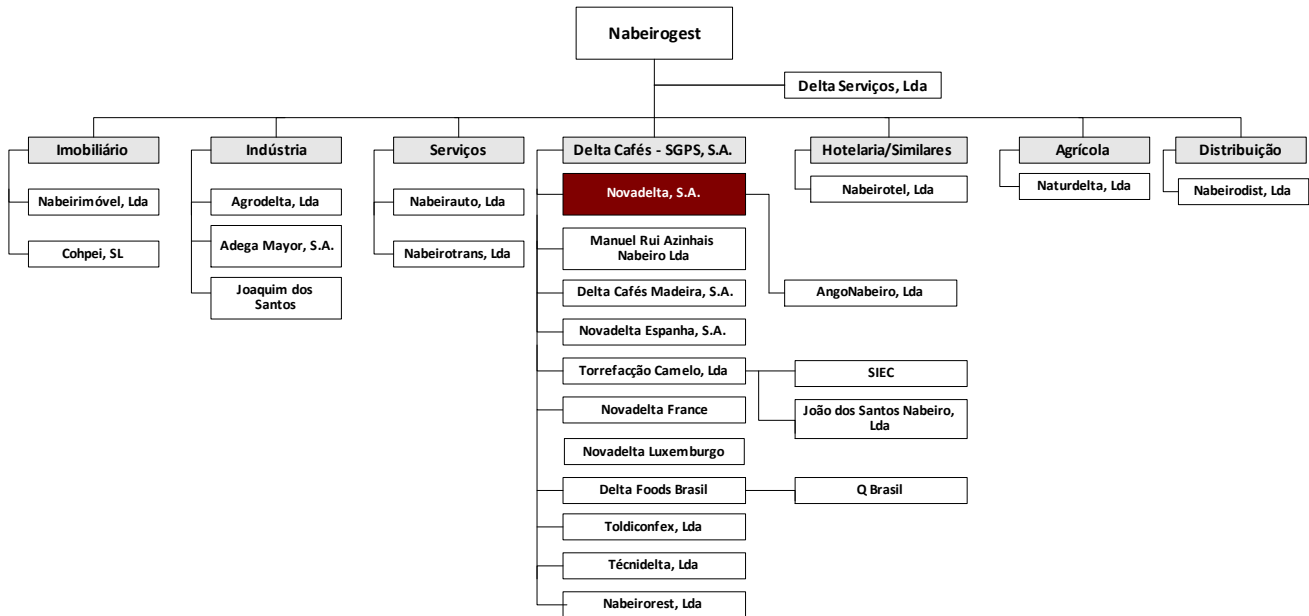 Nabeirogest
Delta Serviços, Lda
Imobiliário
Indústria
Serviços
Delta Cafés - SGPS, S.A.
Hotelaria/Similares
Agrícola
Distribuição
Nabeirimóvel, Lda
Cohpei, SL
Agrodelta, Lda
Adega Mayor, S.A.
Joaquim dos
Santos
Nabeirauto, Lda
Nabeirotrans, Lda
Novadelta, S.A.
Manuel Rui Azinhais
Nabeiro Lda
Delta Cafés Madeira, S.A.
Novadelta Espanha, S.A.
Torrefacção Camelo, Lda
Novadelta France
Novadelta Luxemburgo
Delta Foods Brasil
Toldiconfex, Lda
Técnidelta, Lda
Nabeirorest, Lda
AngoNabeiro, Lda
SIEC
João dos Santos Nabeiro,
Lda
Q Brasil
Nabeirotel, Lda
Naturdelta, Lda
Nabeirodist, Lda